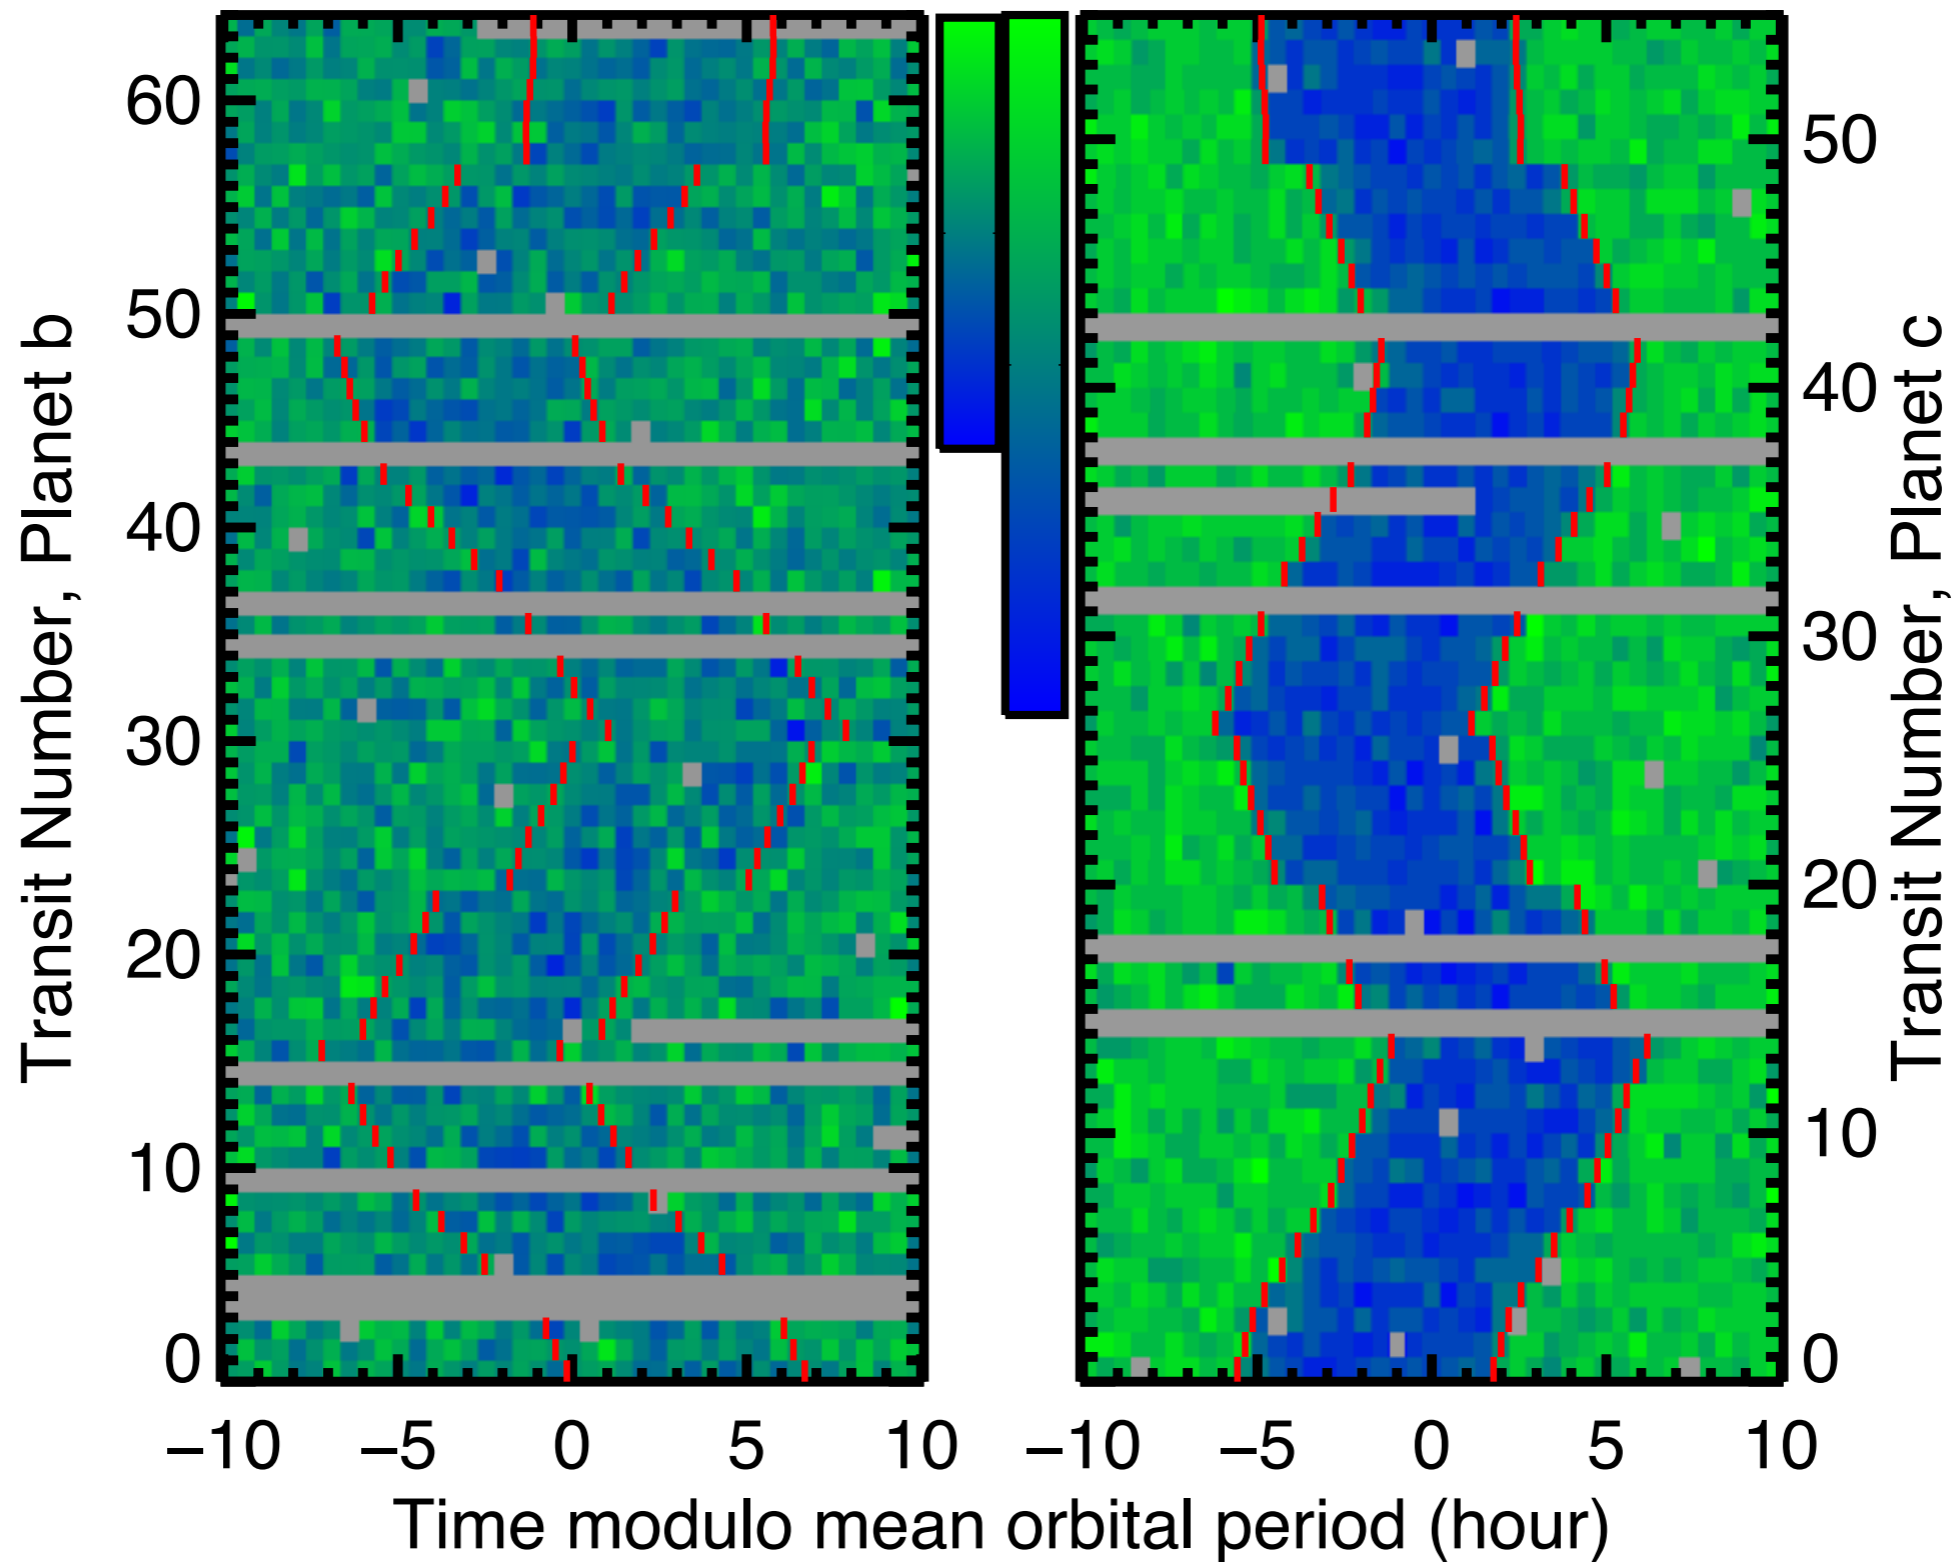 Transit Number, Planet b
60
50
40
30
20
10
0
−10 −5 0 5 10
50
40
30
20
10
0
Transit Number, Planet c
−10 −5 0 5 10
Time modulo mean orbital period (hour)